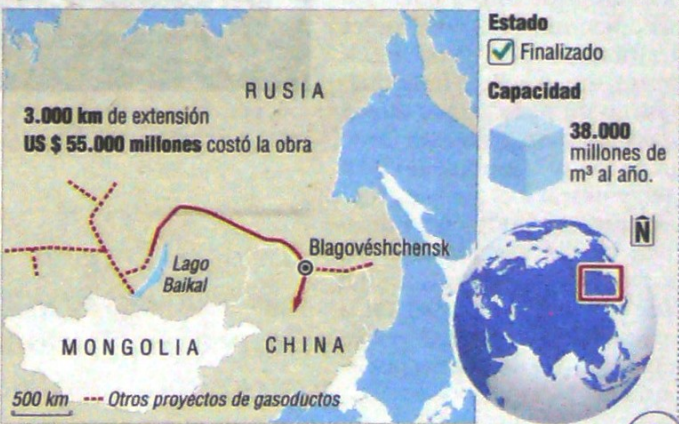 Estado
Finalizado
Capacidad
38.000
millones de
m³ al año.
N
RUSIA
3.000 km de extensión
US $ 55.000 millones costó la obra
Blagovéshchensk
Lago
Baikal
MONGOLIA
CHINA
500 km
Otros proyectos de gasoductos